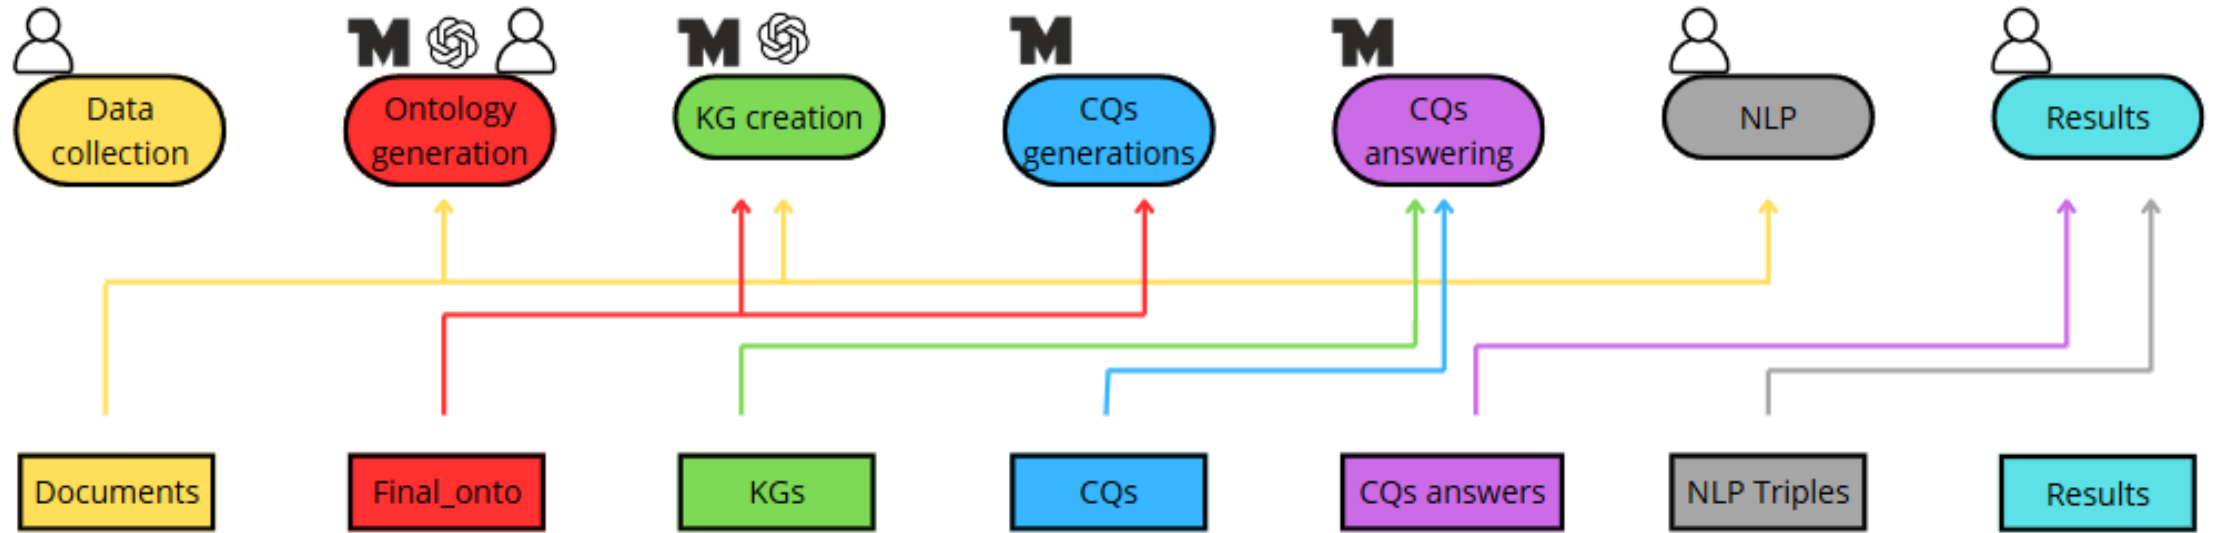 Data
collection
Ontology
generation
KG creation
CQs
generations
CQs
answering
NLP
Results
Documents
Final_onto
KGs
CQs
CQs answers
NLP Triples
Results